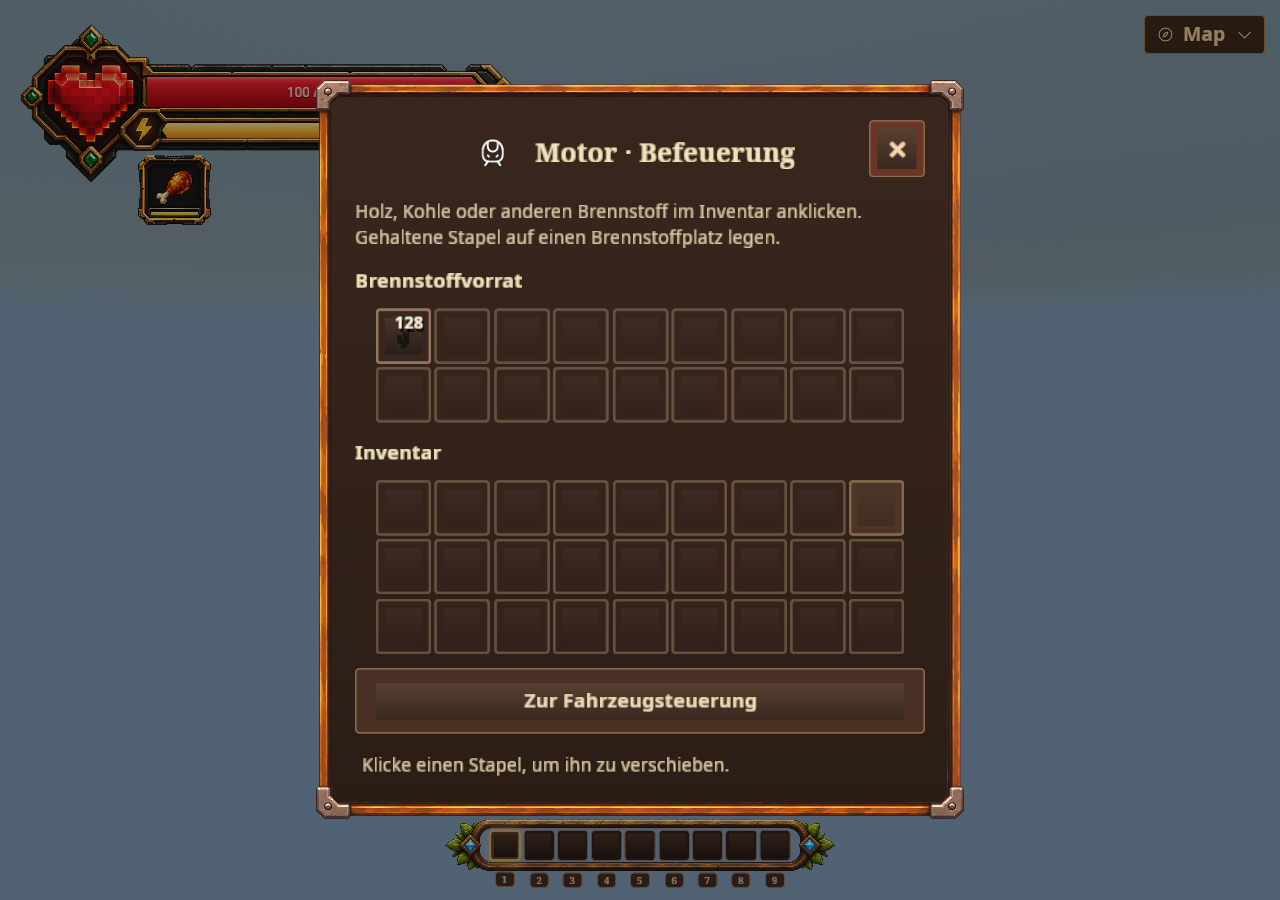 Map
100 /
Motor · Befeuerung
Holz, Kohle oder anderen Brennstoff im Inventar anklicken.
Gehaltene Stapel auf einen Brennstoffplatz legen.
Brennstoffvorrat
128
Inventar
Zur Fahrzeugsteuerung
Klicke einen Stapel, um ihn zu verschieben.
1 2 3 4 5 6 7 8 9